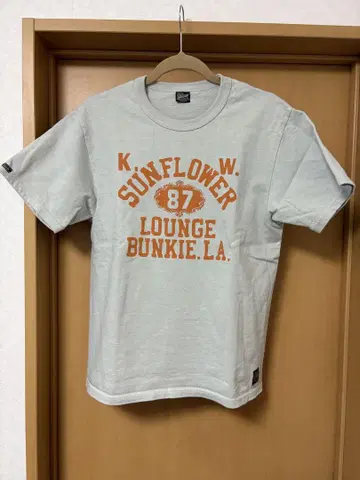 K W.
SUNFLOWER
87
LOUNGE
BUNKIE. LA.